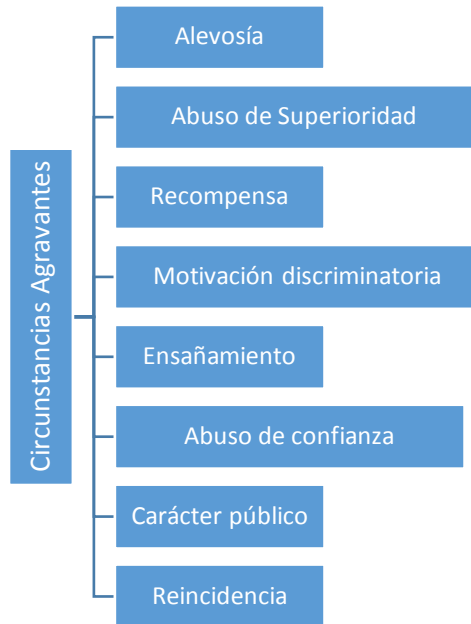 Circunstancias Agravantes
Alevosía
Abuso de Superioridad
Recompensa
Motivación discriminatoria
Ensañamiento
Abuso de confianza
Carácter público
Reincidencia